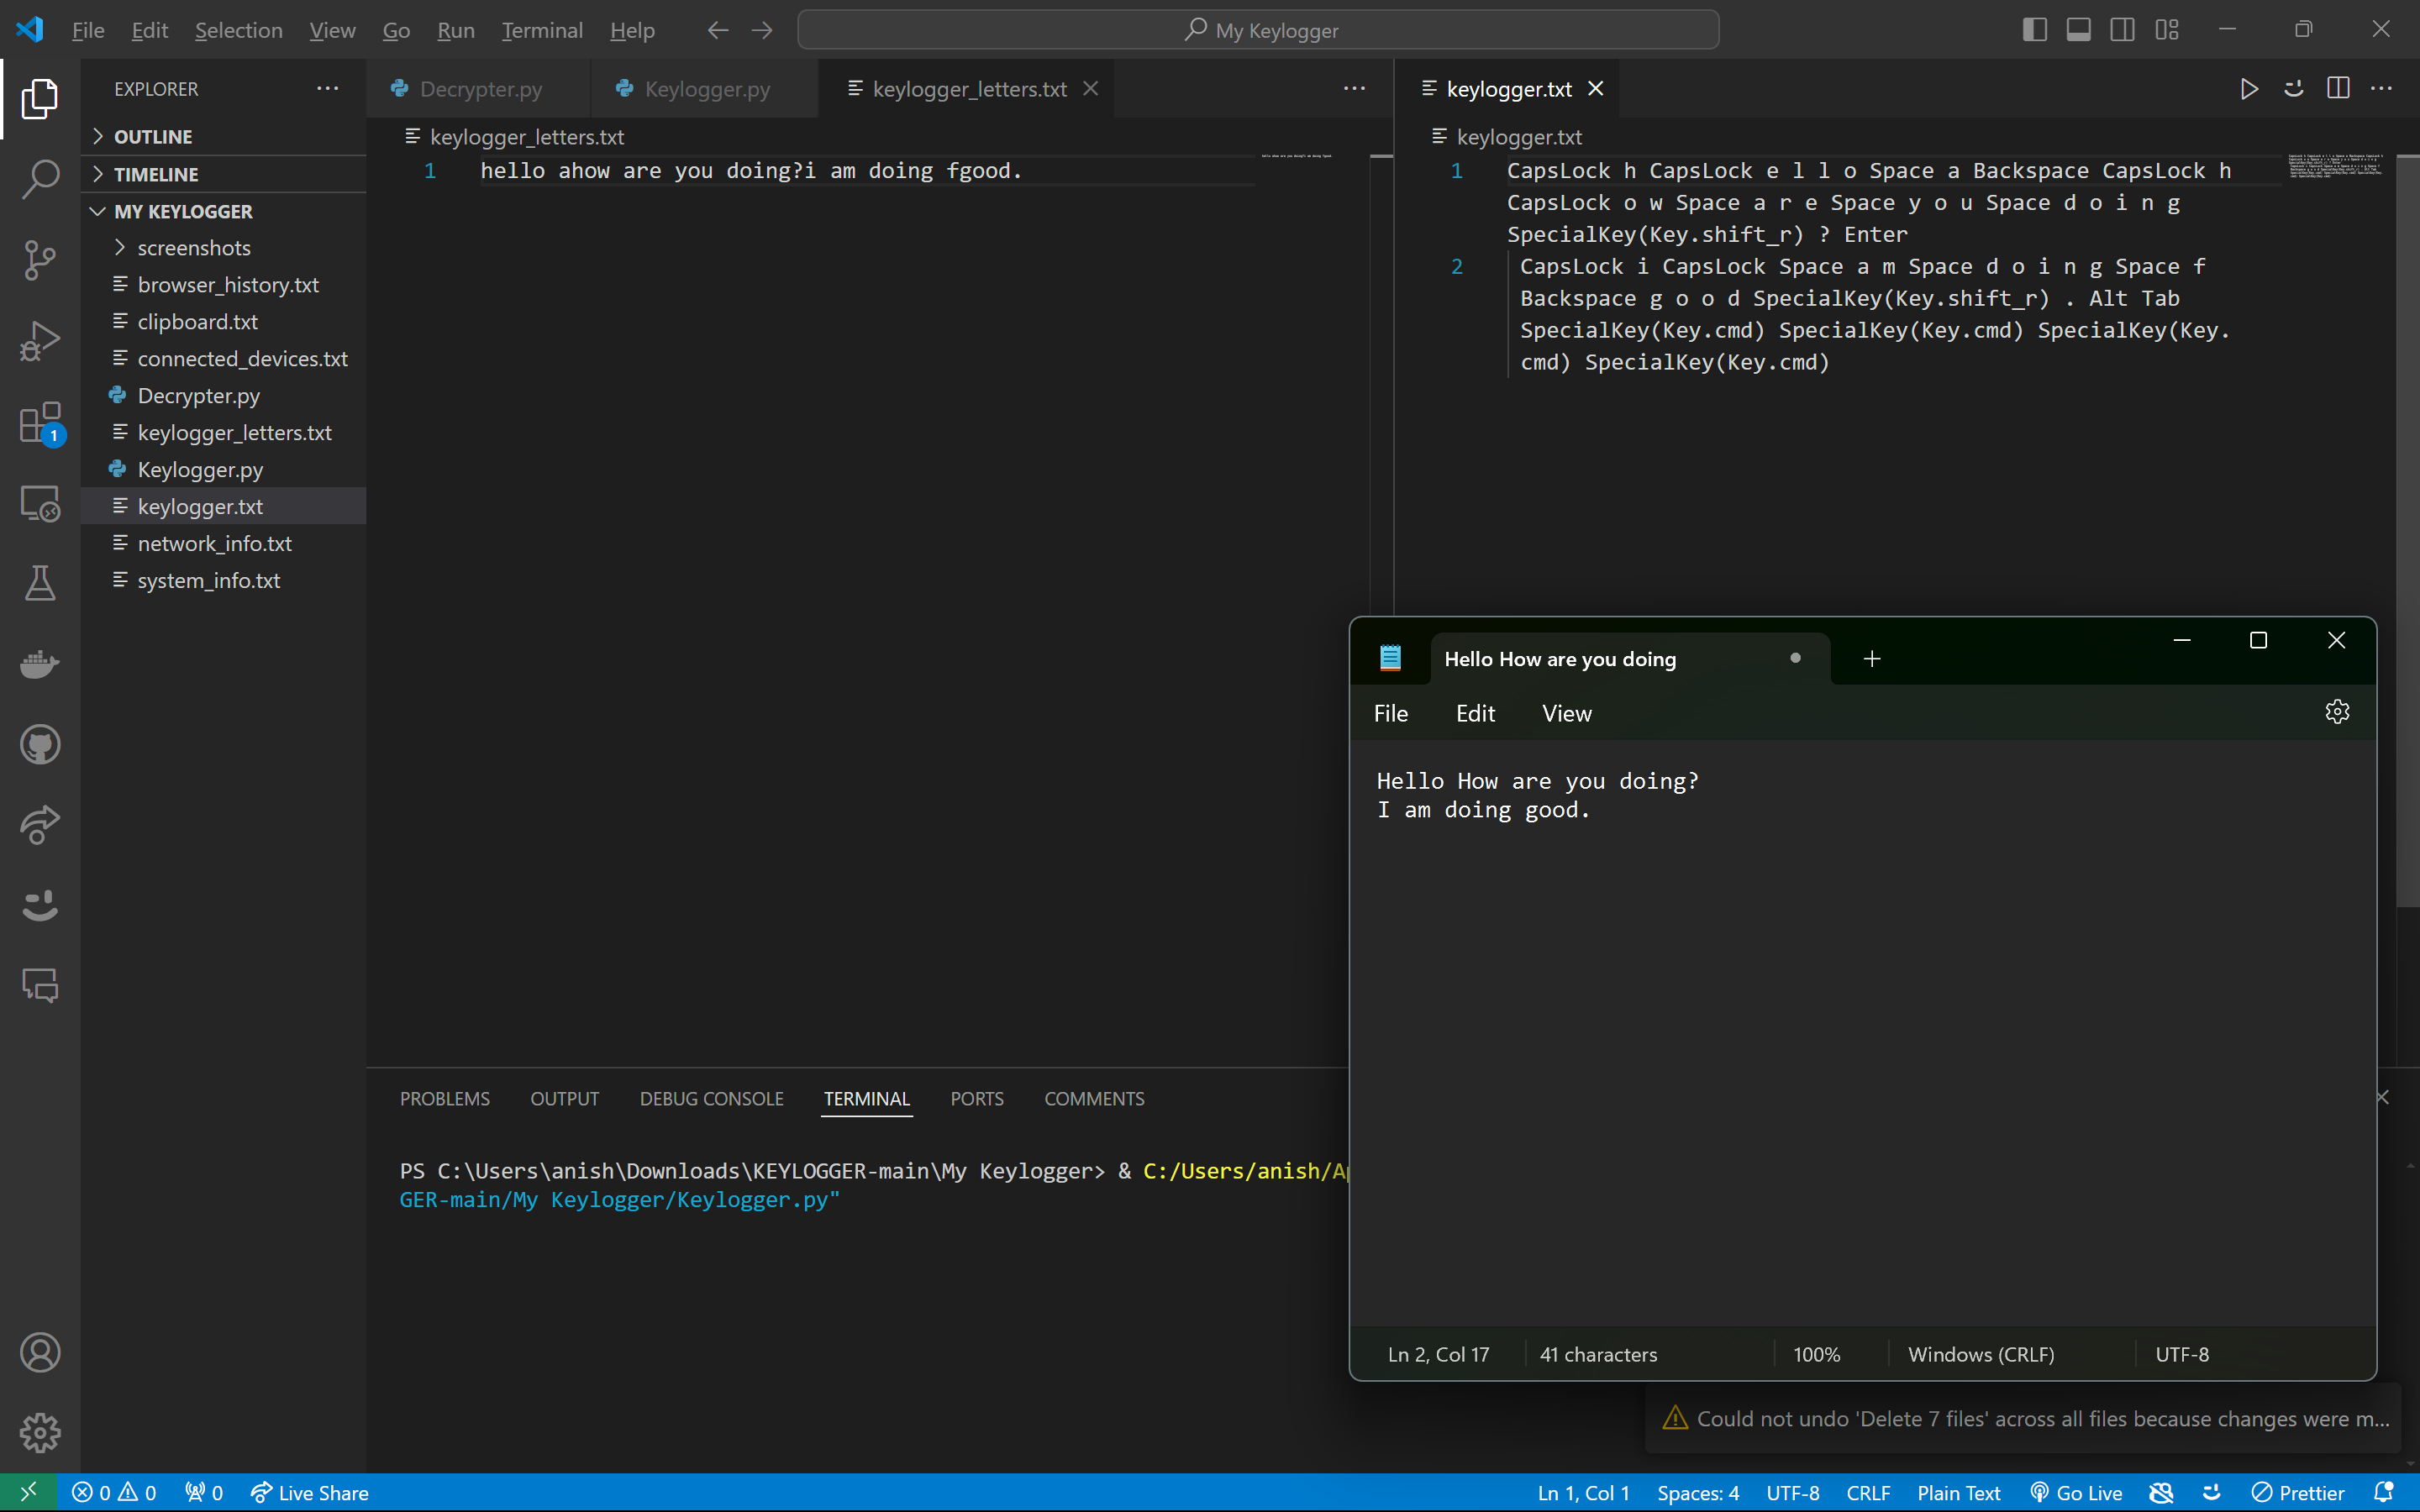 File Edit Selection View Go Run Terminal Help My Keylogger
EXPLORER
OUTLINE
TIMELINE
MY KEYLOGGER
screenshots
browser_history.txt
clipboard.txt
connected_devices.txt
Decrypter.py
keylogger_letters.txt
Keylogger.py
keylogger.txt
network_info.txt
system_info.txt
1
Decrypter.py Keylogger.py keylogger_letters.txt
keylogger_letters.txt
1 hello ahow are you doing?i am doing fgood.
keylogger.txt
keylogger.txt
1 CapsLock h CapsLock e l l o Space a Backspace CapsLock h
CapsLock o w Space a r e Space y o u Space d o i n g
SpecialKey(Key.shift_r) ? Enter
2 CapsLock i CapsLock Space a m Space d o i n g Space f
Backspace g o o d SpecialKey(Key.shift_r) . Alt Tab
SpecialKey(Key.cmd) SpecialKey(Key.cmd) SpecialKey(Key.
cmd) SpecialKey(Key.cmd)
Hello How are you doing
File Edit View
Hello How are you doing?
I am doing good.
Ln 2, Col 17 41 characters 100% Windows (CRLF) UTF-8
PROBLEMS OUTPUT DEBUG CONSOLE TERMINAL PORTS COMMENTS
PS C:\Users\anish\Downloads\KEYLOGGER-main\My Keylogger> & C:/Users/anish/A
GER-main/My Keylogger/Keylogger.py"
Could not undo 'Delete 7 files' across all files because changes were m...
0 0 0 Live Share Ln 1, Col 1 Spaces: 4 UTF-8 CRLF Plain Text Go Live Prettier